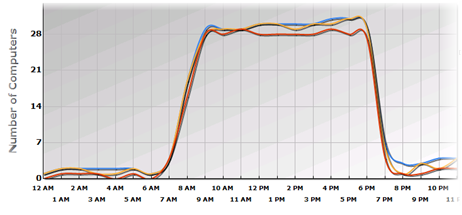 Number of Computers
28
21
14
7
0
12 AM 2 AM 4 AM 6 AM 8 AM 10 AM 12 PM 2 PM 4 PM 6 PM 8 PM 10 PM
1 AM 3 AM 5 AM 7 AM 9 AM 11 AM 1 PM 3 PM 5 PM 7 PM 9 PM 11